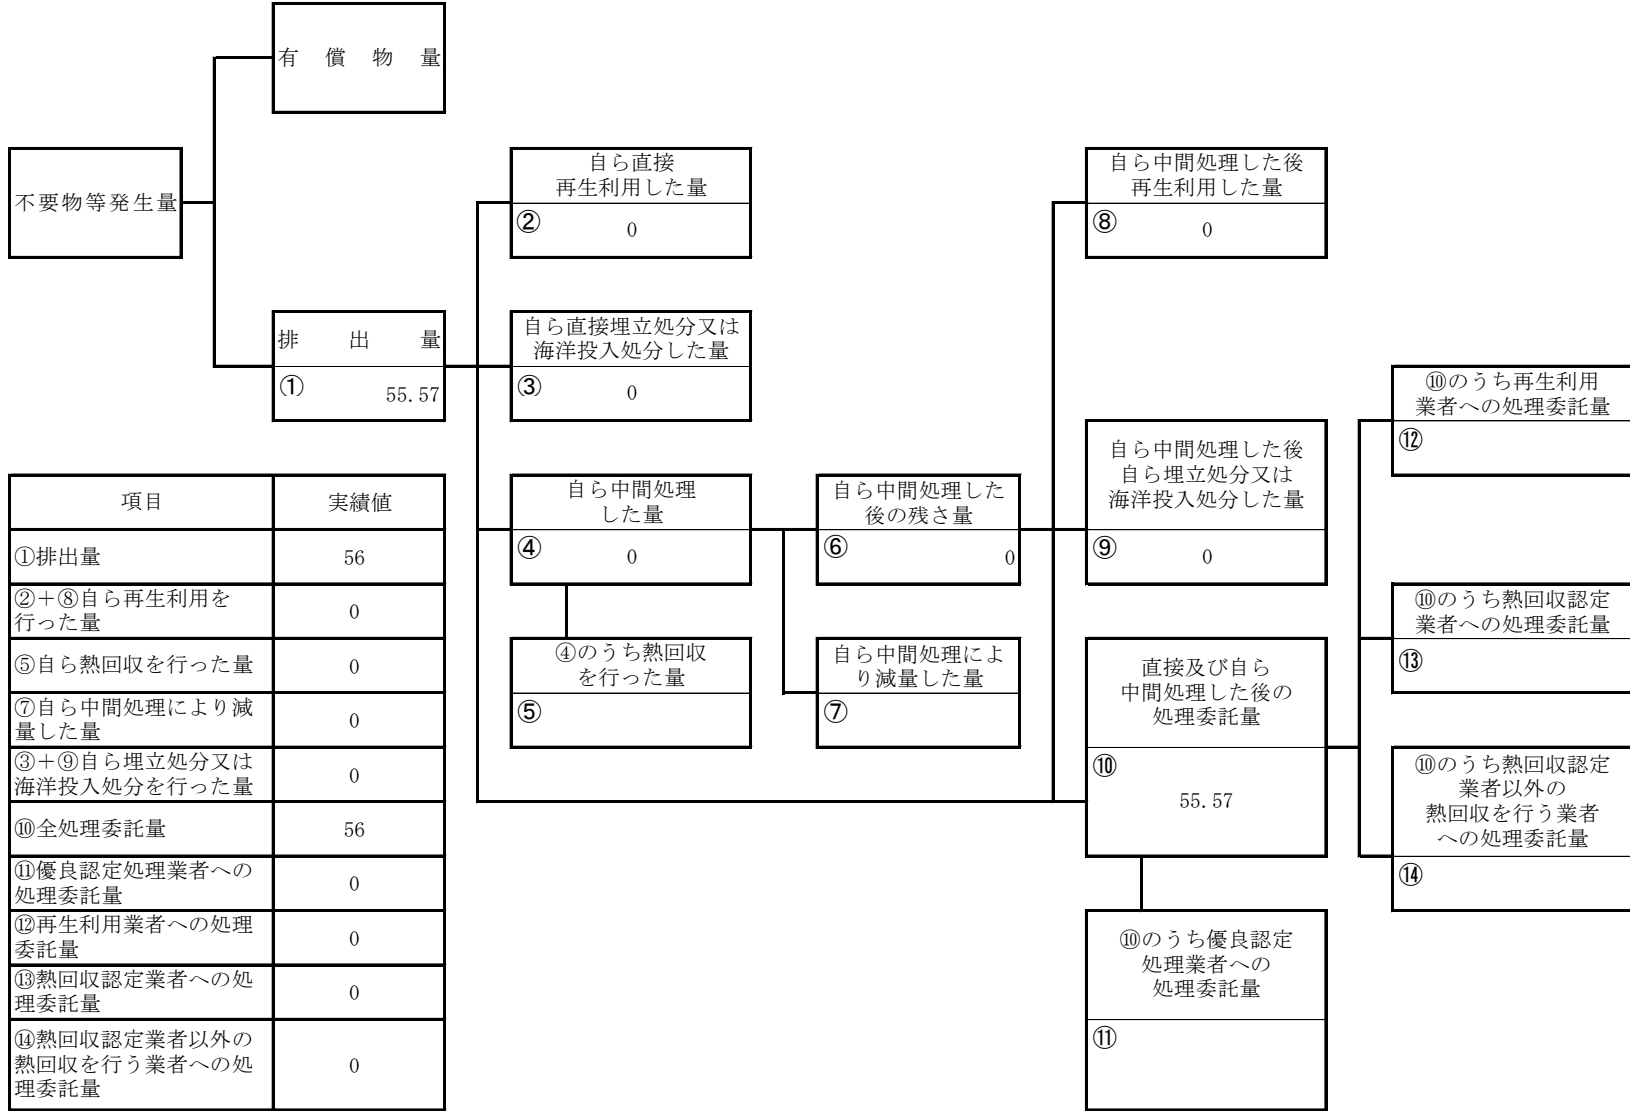 有償物量
不要物等発生量
排出量
① 55.57
自ら直接
再生利用した量
② 0
自ら直接埋立処分又は
海洋投入処分した量
③ 0
自ら中間処理
した量
④ 0
④のうち熱回収
を行った量
⑤
自ら中間処理した
後の残さ量
⑥ 0
自ら中間処理によ
り減量した量
⑦
自ら中間処理した後
再生利用した量
⑧ 0
自ら中間処理した後
自ら埋立処分又は
海洋投入処分した量
⑨ 0
直接及び自ら
中間処理した後の
処理委託量
⑩
55.57
⑩のうち優良認定
処理業者への
処理委託量
⑪
⑩のうち再生利用
業者への処理委託量
⑫
⑩のうち熱回収認定
業者への処理委託量
⑬
⑩のうち熱回収認定
業者以外の
熱回収を行う業者
への処理委託量
⑭
項目 実績値
①排出量 56
②+⑧自ら再生利用を
行った量 0
⑤自ら熱回収を行った量 0
⑦自ら中間処理により減
量した量 0
③+⑨自ら埋立処分又は
海洋投入処分を行った量 0
⑩全処理委託量 56
⑪優良認定処理業者への
処理委託量 0
⑫再生利用業者への処理
委託量 0
⑬熱回収認定業者への処
理委託量 0
⑭熱回収認定業者以外の
熱回収を行う業者への処 0
理委託量